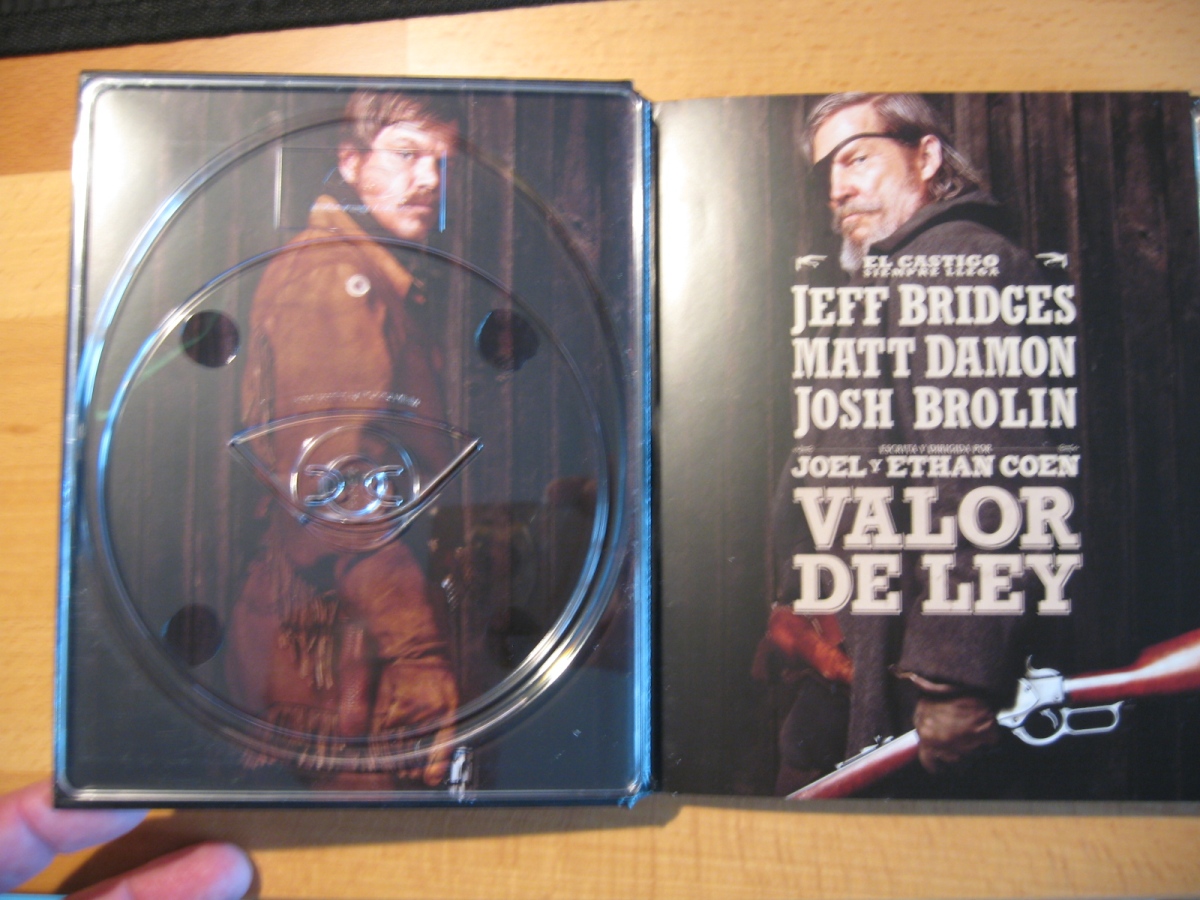 EL CASTIGO
SIEMPRE LLEGA
JEFF BRIDGES
MATT DAMON
JOSH BROLIN
ESCRITA Y DIRIGIDA POR
JOEL Y ETHAN COEN
VALOR
DE LEY